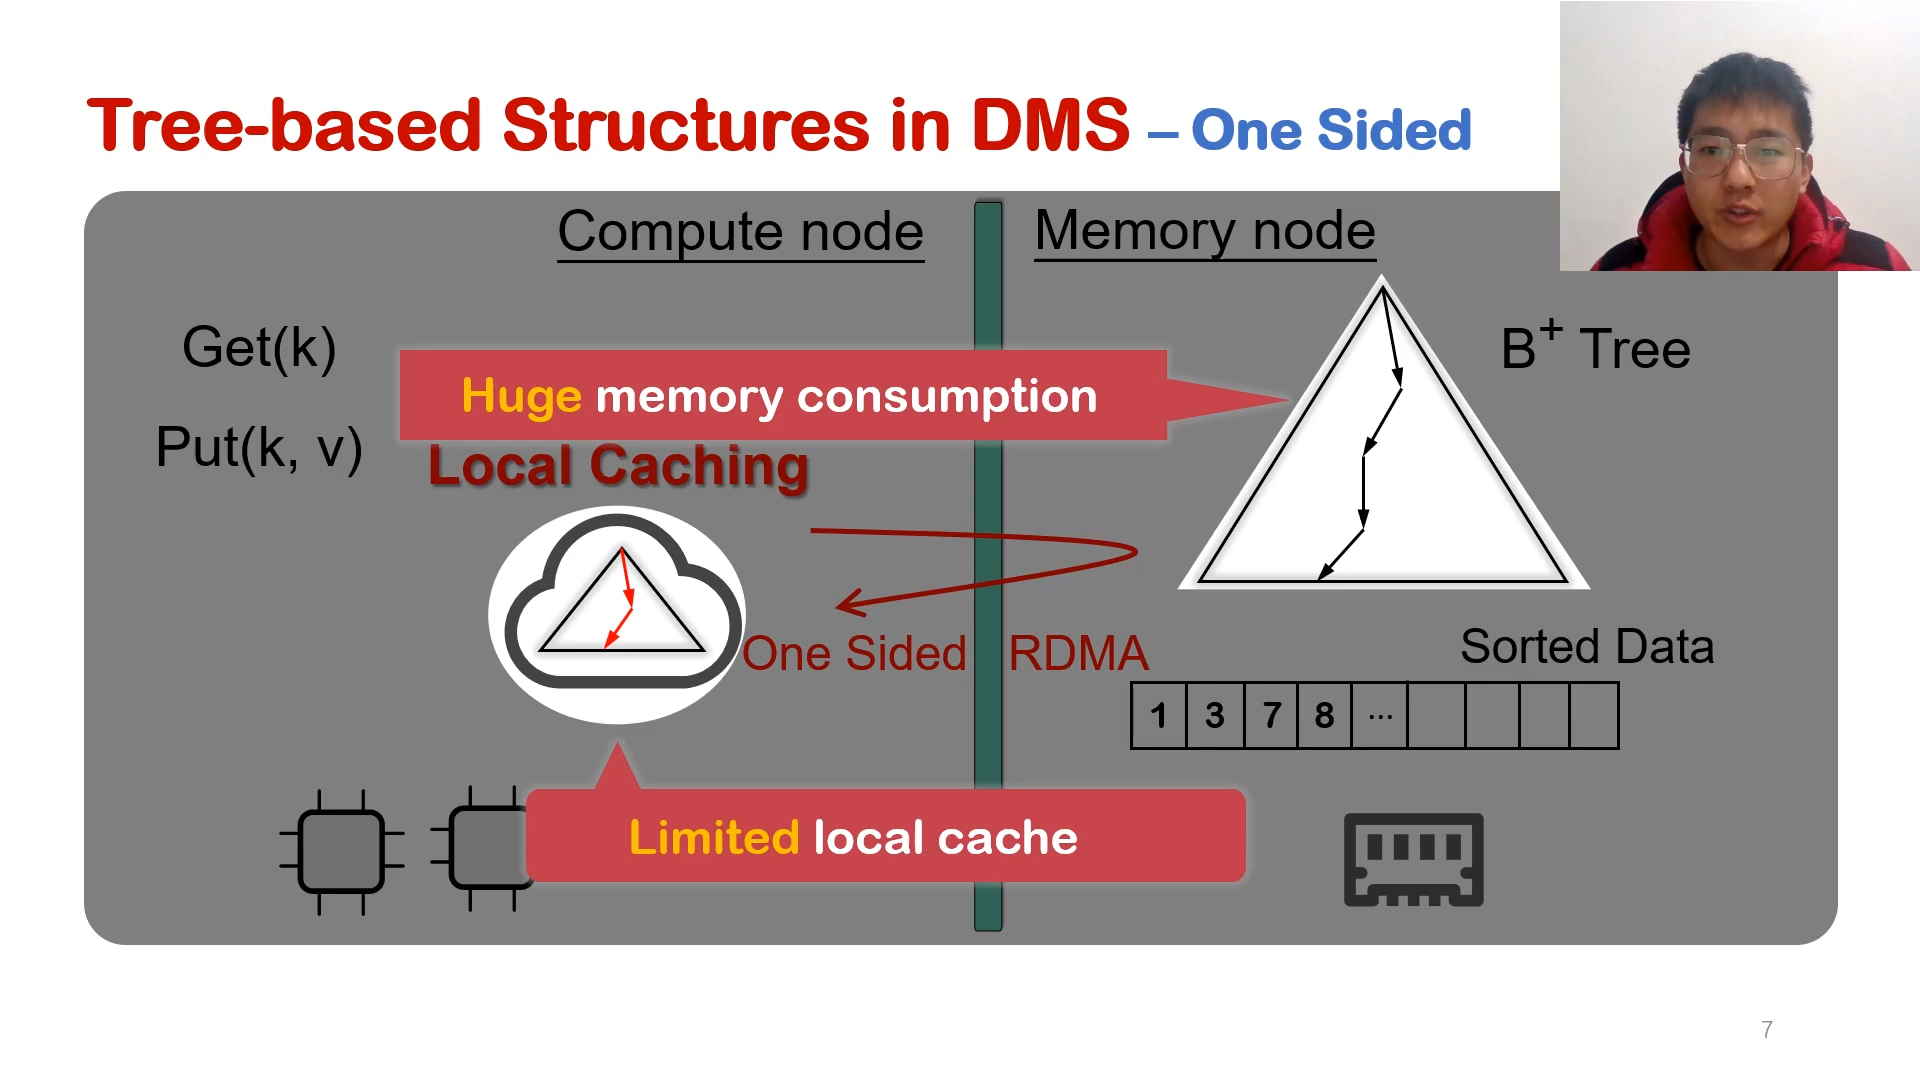 Tree-based Structures in DMS – One Sided
Compute node
Memory node
Get(k)
B+ Tree
Huge memory consumption
Put(k, v)
Local Caching
One Sided RDMA
Sorted Data
1 3 7 8 ...
Limited local cache
7